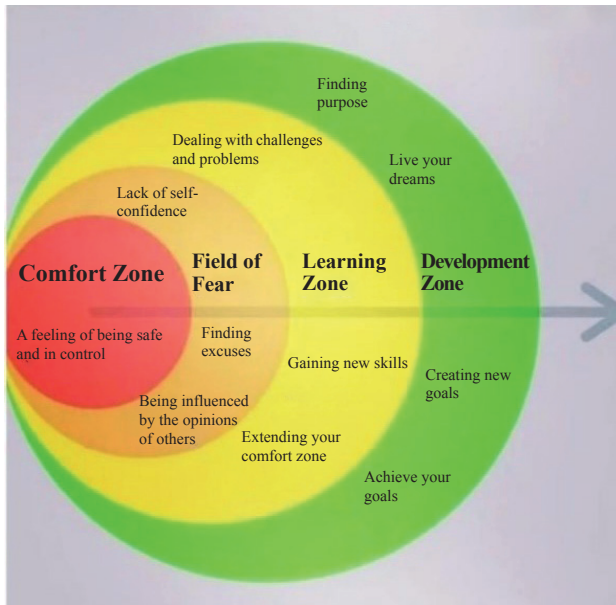 Finding
purpose
Dealing with challenges
and problems
Live your
dreams
Lack of self-
confidence
Comfort Zone
Field of
Fear
Learning
Zone
Development
Zone
A feeling of being safe
and in control
Finding
excuses
Gaining new skills
Creating new
goals
Being influenced
by the opinions
of others
Extending your
comfort zone
Achieve your
goals